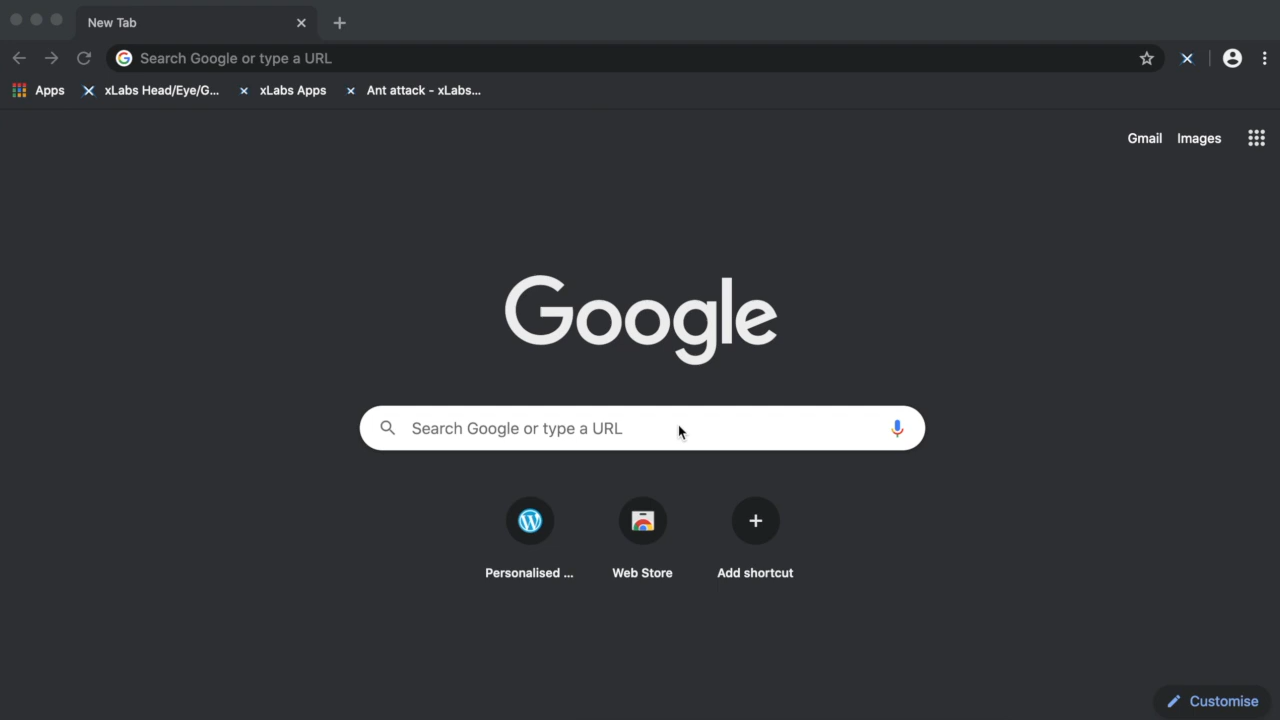 New Tab
Search Google or type a URL
Apps xLabs Head/Eye/G... xLabs Apps Ant attack - xLabs...
Gmail Images
Google
Search Google or type a URL
Personalised ... Web Store Add shortcut
Customise